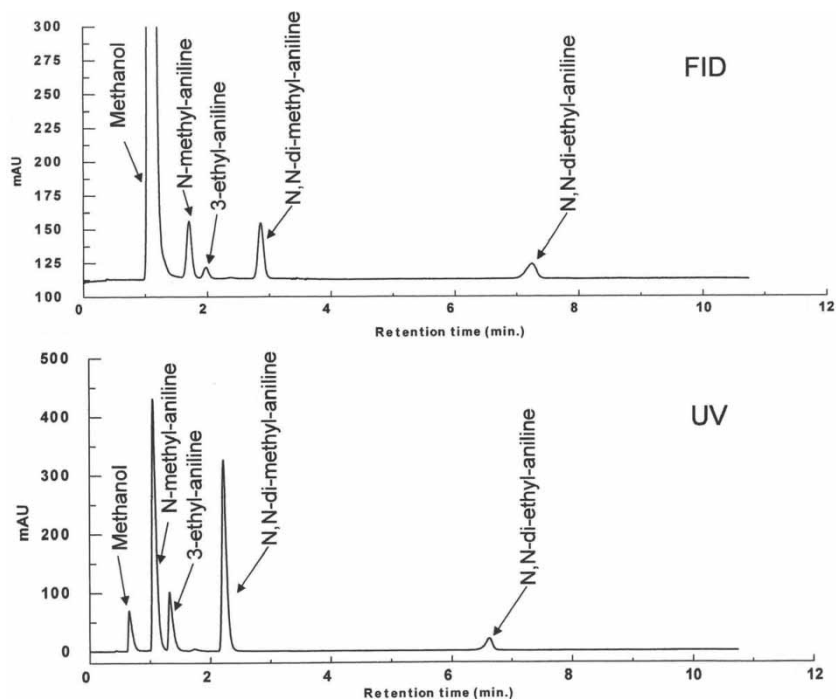 FID
300
275
250
225
200
175
150
125
100
mAU
Methanol
N-methyl-aniline
3-ethyl-aniline
N,N-di-methyl-aniline
N,N-di-ethyl-aniline
0 2 4 6 8 10 12
Retention time (min.)
UV
500
400
300
200
100
0
mAU
Methanol
N-methyl-aniline
3-ethyl-aniline
N,N-di-methyl-aniline
N,N-di-ethyl-aniline
0 2 4 6 8 10 12
Retention time (min.)